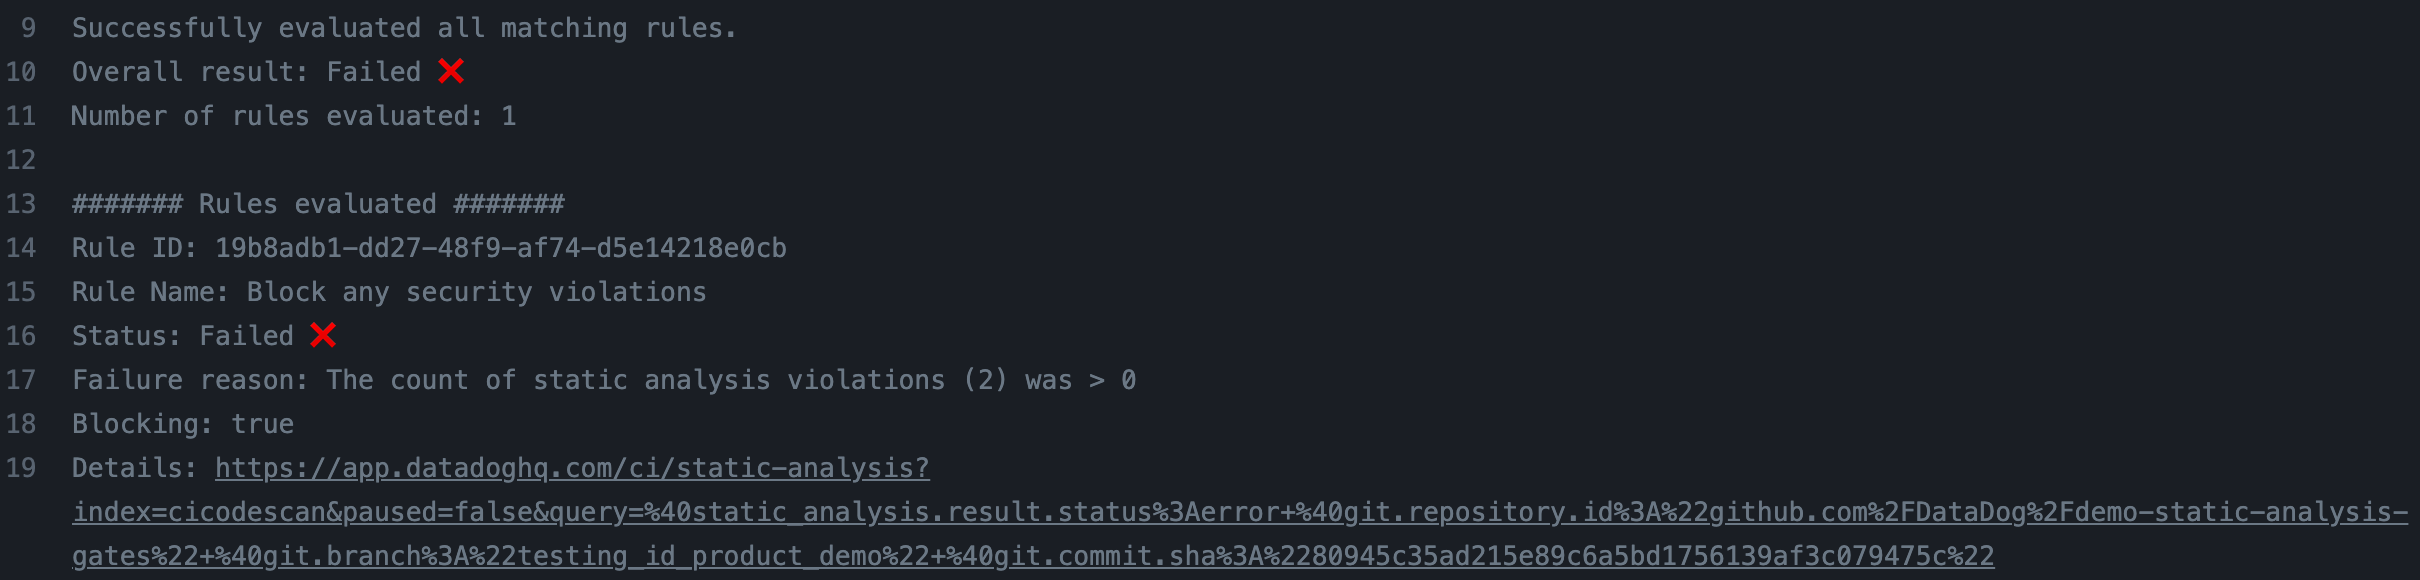 9 Successfully evaluated all matching rules.
10 Overall result: Failed ❌
11 Number of rules evaluated: 1
12
13 ####### Rules evaluated #######
14 Rule ID: 19b8adb1-dd27-48f9-af74-d5e14218e0cb
15 Rule Name: Block any security violations
16 Status: Failed ❌
17 Failure reason: The count of static analysis violations (2) was > 0
18 Blocking: true
19 Details: https://app.datadoghq.com/ci/static-analysis?
index=cicodescan&paused=false&query=%40static_analysis.result.status%3Aerror+%40git.repository.id%3A%22github.com%2FDataDog%2Fdemo-static-analysis-
gates%22+%40git.branch%3A%22testing_id_product_demo%22+%40git.commit.sha%3A%2280945c35ad215e89c6a5bd1756139af3c079475c%22